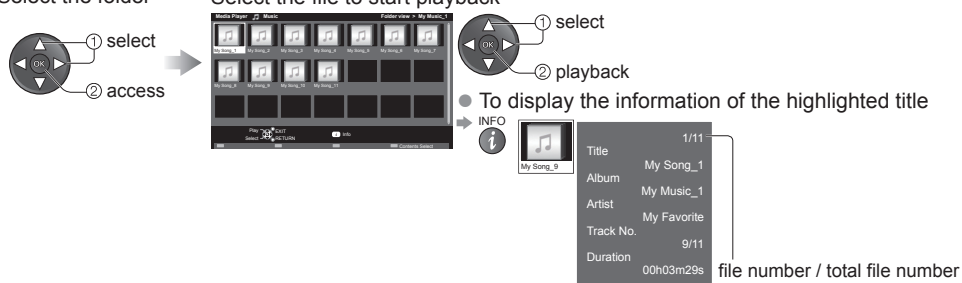 Select the folder
Select the file to start playback
① select
OK
② access
Media Player Music Folder view > My Music_1
My Song_1 My Song_2 My Song_3 My Song_4 My Song_5 My Song_6 My Song_7
My Song_8 My Song_9 My Song_10 My Song_11
Play EXIT
Select RETURN
i Info
Contents Select
① select
OK
② playback
● To display the information of the highlighted title
INFO
i
My Song_9
1/11
Title
My Song_1
Album
My Music_1
Artist
My Favorite
Track No.
9/11
Duration
00h03m29s
file number / total file number